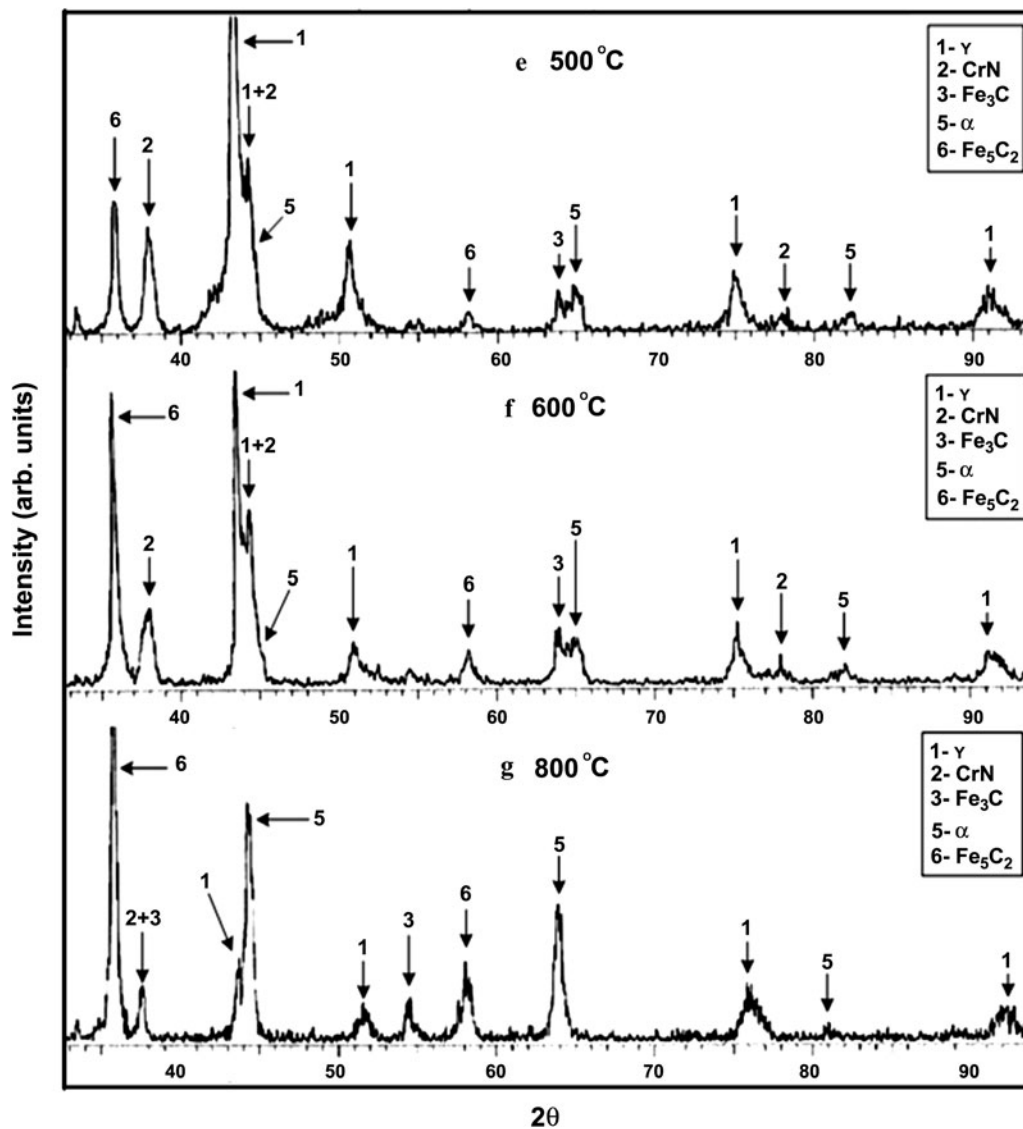 Intensity (arb. units)
e 500 °C
1- γ
2- CrN
3- Fe₃C
5- α
6- Fe₅C₂
6
2
1
1+2
5
1
6
3
5
1
2
5
1
40 50 60 70 80 90
f 600 °C
1- γ
2- CrN
3- Fe₃C
5- α
6- Fe₅C₂
6
2
1
1+2
5
1
6
3
5
1
2
5
1
40 50 60 70 80 90
g 800 °C
1- γ
2- CrN
3- Fe₃C
5- α
6- Fe₅C₂
6
2+3
1
5
1
3
6
5
1
5
1
40 50 60 70 80 90
2θ